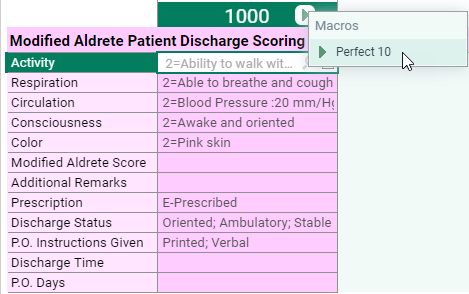 1000
Macros
Perfect 10
Modified Aldrete Patient Discharge Scoring
Activity 2=Ability to walk wit...
Respiration 2=Able to breathe and cough
Circulation 2=Blood Pressure :20 mm/Hg
Consciousness 2=Awake and oriented
Color 2=Pink skin
Modified Aldrete Score
Additional Remarks
Prescription E-Prescribed
Discharge Status Oriented; Ambulatory; Stable
P.O. Instructions Given Printed; Verbal
Discharge Time
P.O. Days